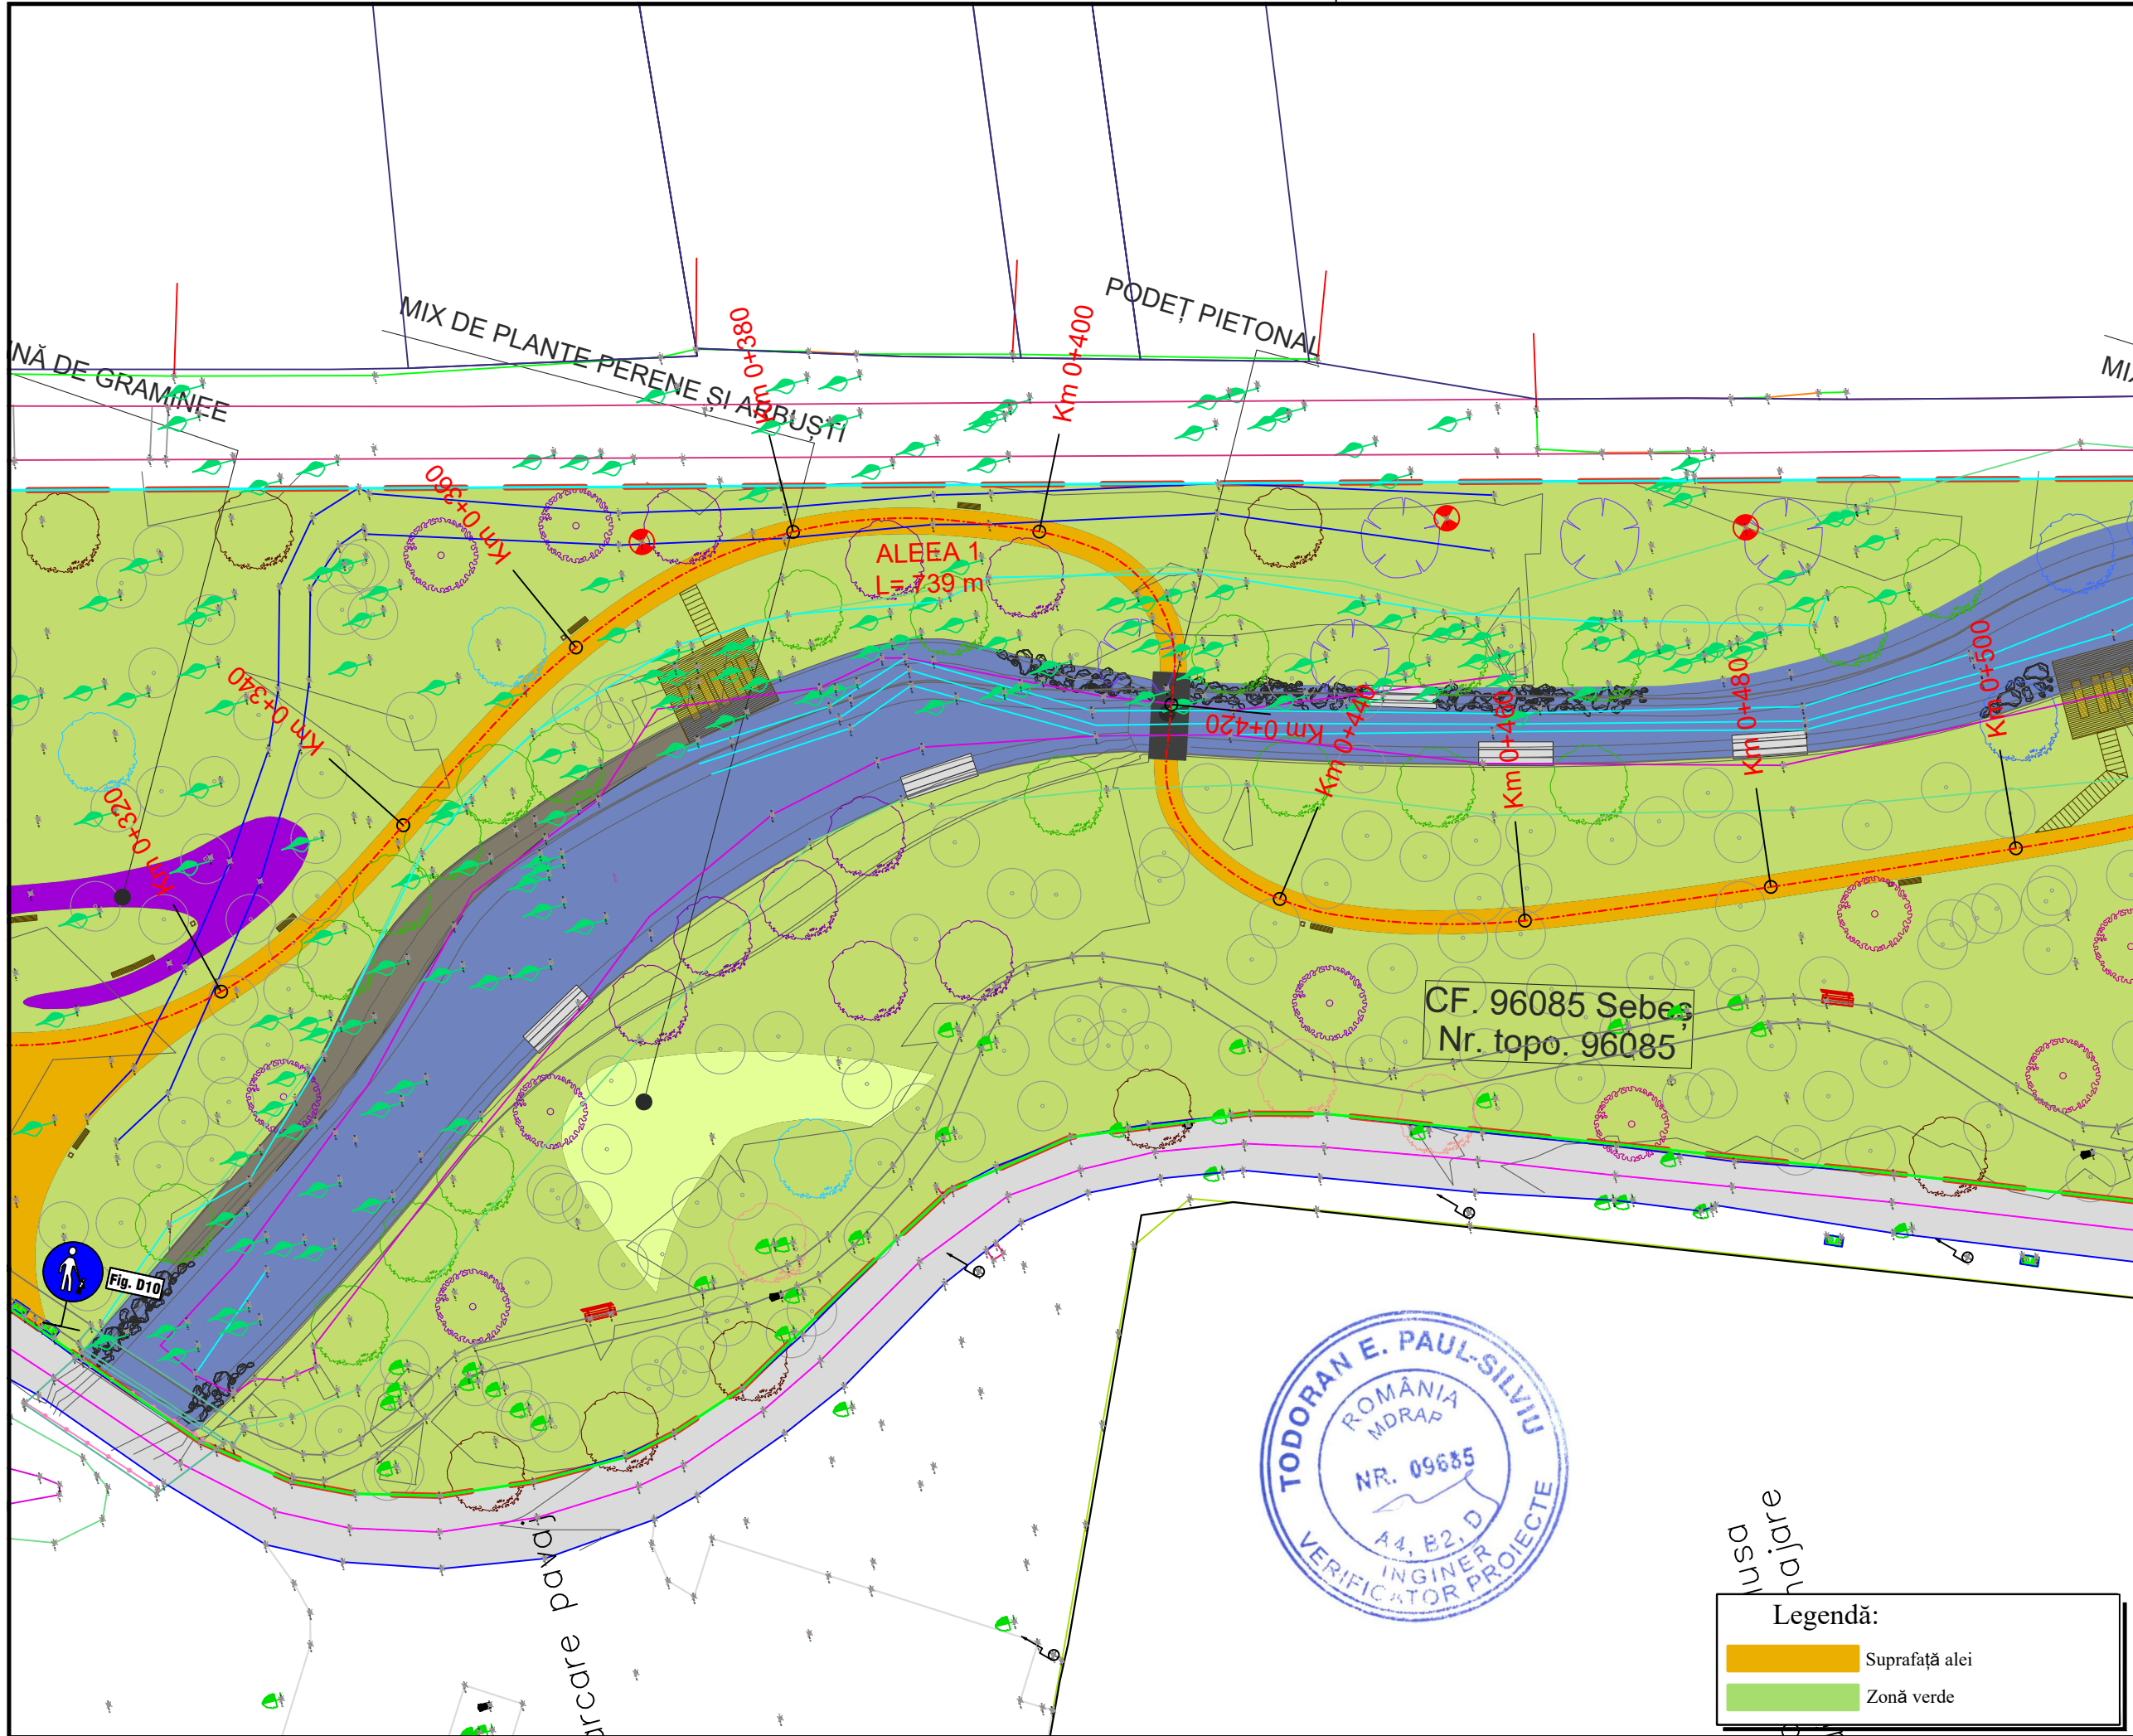 PODEȚ PIETONAL
MIX DE PLANTE PERENE ȘI ARBUȘTI
NĂ DE GRAMINEE
Km 0+380
Km 0+400
Km 0+360
ALEEA 1
L= 739 m
Km 0+340
Km 0+420
Km 0+440
Km 0+460
Km 0+480
Km 0+500
Km 0+320
CF. 96085 Sebeș
Nr. topo. 96085
Fig. D10
TODORAN E. PAUL-SILVIU
ROMÂNIA
MDRAP
NR. 09685
A4, B2, D
INGINER
VERIFICATOR PROIECTE
arcare pavaj
Legendă:
Suprafață alei
Zonă verde